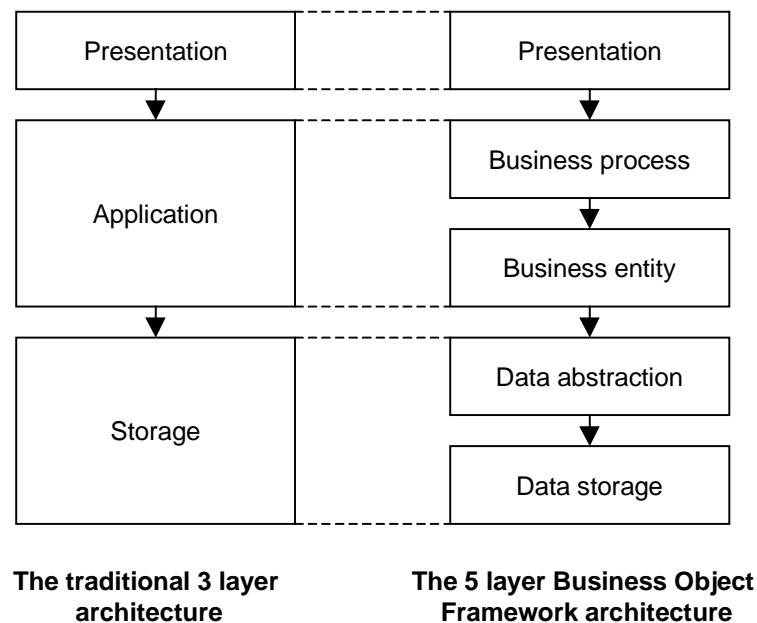 Presentation
Presentation
Business process
Application
Business entity
Data abstraction
Storage
Data storage
The traditional 3 layer
architecture
The 5 layer Business Object
Framework architecture